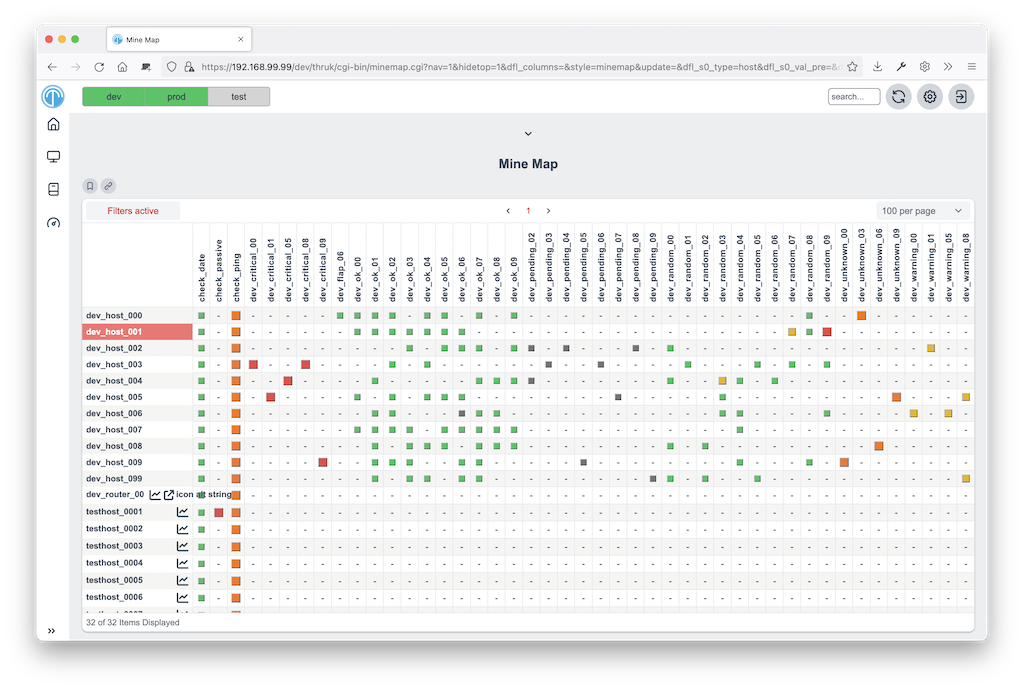 Mine Map
https://192.168.99.99/dev/thruk/cgi-bin/minemap.cgi?nav=1&hidetop=1&dfl_columns=&style=minemap&update=&dfl_s0_type=host&dfl_s0_val_pre=&
dev prod test
search...
Mine Map
Filters active
1
100 per page
check_date
check_passive
check_ping
dev_critical_00
dev_critical_01
dev_critical_05
dev_critical_08
dev_critical_09
dev_flap_06
dev_ok_00
dev_ok_01
dev_ok_02
dev_ok_03
dev_ok_04
dev_ok_05
dev_ok_06
dev_ok_07
dev_ok_08
dev_ok_09
dev_pending_02
dev_pending_03
dev_pending_04
dev_pending_05
dev_pending_06
dev_pending_07
dev_pending_08
dev_pending_09
dev_random_00
dev_random_01
dev_random_02
dev_random_03
dev_random_04
dev_random_05
dev_random_06
dev_random_07
dev_random_08
dev_random_09
dev_unknown_00
dev_unknown_03
dev_unknown_06
dev_unknown_09
dev_warning_00
dev_warning_01
dev_warning_05
dev_warning_08
dev_host_000
dev_host_001
dev_host_002
dev_host_003
dev_host_004
dev_host_005
dev_host_006
dev_host_007
dev_host_008
dev_host_009
dev_host_099
dev_router_00 icon alt string
testhost_0001
testhost_0002
testhost_0003
testhost_0004
testhost_0005
testhost_0006
32 of 32 Items Displayed